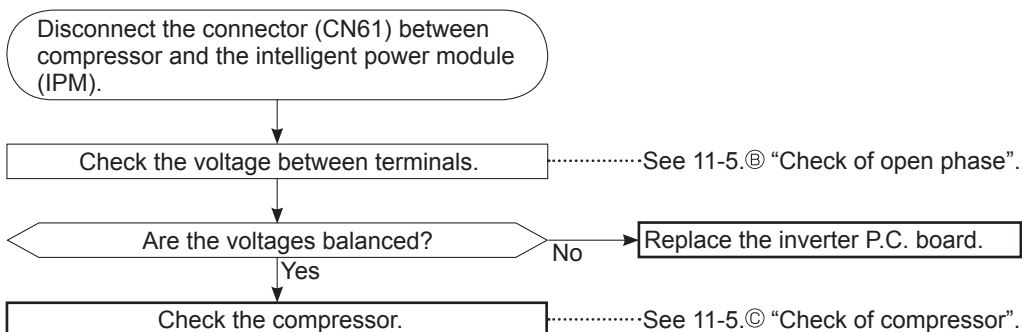 Disconnect the connector (CN61) between
compressor and the intelligent power module
(IPM).
Check the voltage between terminals.
See 11-5.Ⓑ “Check of open phase”.
Are the voltages balanced?
No
Replace the inverter P.C. board.
Yes
Check the compressor.
See 11-5.Ⓒ “Check of compressor”.